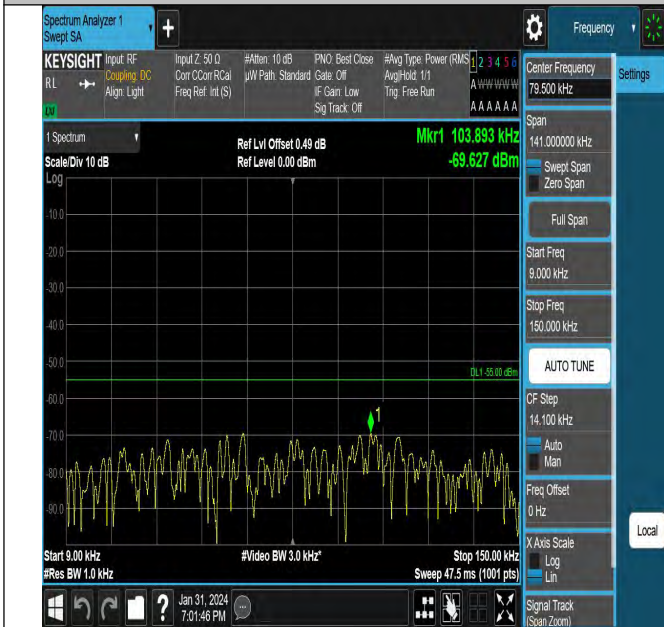 Spectrum Analyzer 1
Swept SA
Frequency
KEYSIGHT
RL
Input: RF
Coupling: DC
Align: Light
Input Z: 50 Ω
Corr CCorr RCal
Freq Ref: Int (S)
#Atten: 10 dB
µW Path: Standard
PNO: Best Close
Gate: Off
IF Gain: Low
Sig Track: Off
#Avg Type: Power (RMS
Avg|Hold: 1/1
Trig: Free Run
1 2 3 4 5 6
A W W W W W
A A A A A A
1 Spectrum
Scale/Div 10 dB
Log
Ref Lvl Offset 0.49 dB
Ref Level 0.00 dBm
Mkr1 103.893 kHz
-69.627 dBm
-10.0
-20.0
-30.0
-40.0
-50.0
-60.0
-70.0
-80.0
-90.0
DL1 -55.00 dBm
1
Start 9.00 kHz
#Res BW 1.0 kHz
#Video BW 3.0 kHz*
Stop 150.00 kHz
Sweep 47.5 ms (1001 pts)
Jan 31, 2024
7:01:46 PM
Center Frequency
79.500 kHz
Span
141.000000 kHz
Swept Span
Zero Span
Full Span
Start Freq
9.000 kHz
Stop Freq
150.000 kHz
AUTO TUNE
CF Step
14.100 kHz
Auto
Man
Freq Offset
0 Hz
X Axis Scale
Log
Lin
Signal Track
(Span Zoom)
Settings
Local